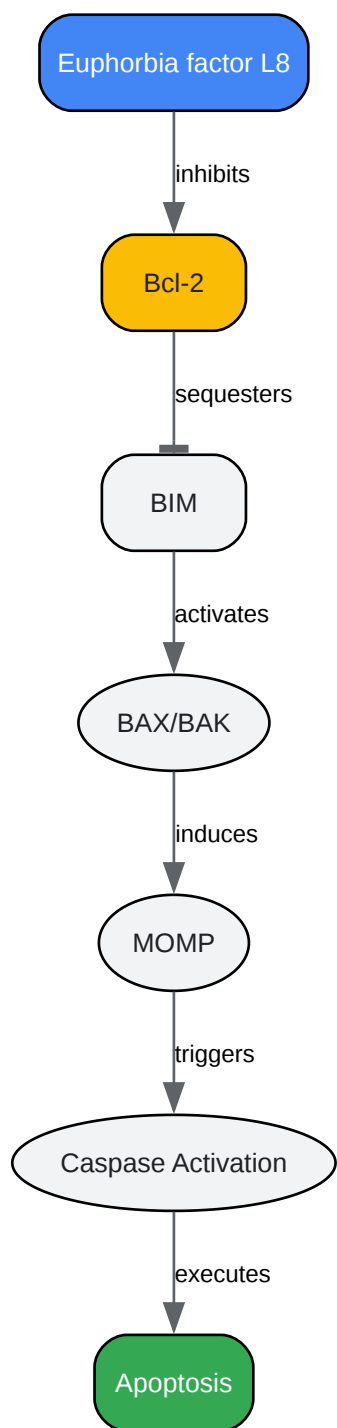 Euphorbia factor L8
inhibits
Bcl-2
sequesters
BIM
activates
BAX/BAK
induces
MOMP
triggers
Caspase Activation
executes
Apoptosis